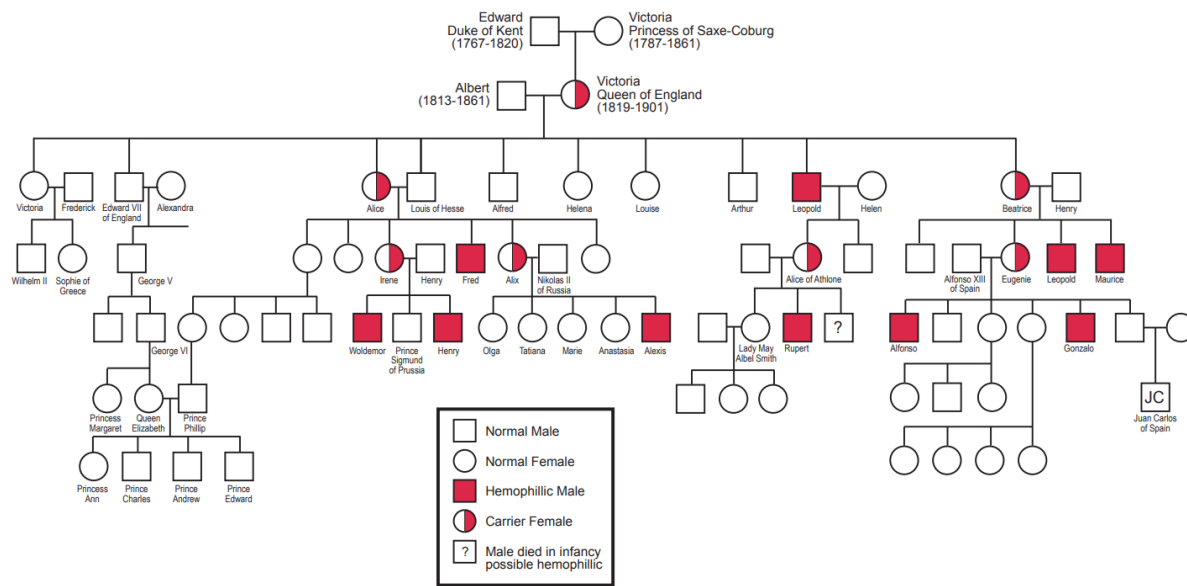 Edward
Duke of Kent
(1767-1820)
Victoria
Princess of Saxe-Coburg
(1787-1861)
Albert
(1813-1861)
Victoria
Queen of England
(1819-1901)
Victoria
Frederick
Edward VII
of England
Alexandra
Alice
Louis of Hesse
Alfred
Helena
Louise
Arthur
Leopold
Helen
Beatrice
Henry
Wilhelm II
Sophie of
Greece
George V
Irene
Henry
Fred
Alix
Nikolas II
of Russia
Alice of Athlone
Alfonso XIII
of Spain
Eugenie
Leopold
Maurice
George VI
Woldemor
Prince
Sigmund
of Prussia
Henry
Olga
Tatiana
Marie
Anastasia
Alexis
Lady May
Albel Smith
Rupert
?
Alfonso
Gonzalo
Princess
Margaret
Queen
Elizabeth
Prince
Phillip
JC
Juan Carlos
of Spain
Princess
Ann
Prince
Charles
Prince
Andrew
Prince
Edward
Normal Male
Normal Female
Hemophillic Male
Carrier Female
? Male died in infancy
possible hemophillic